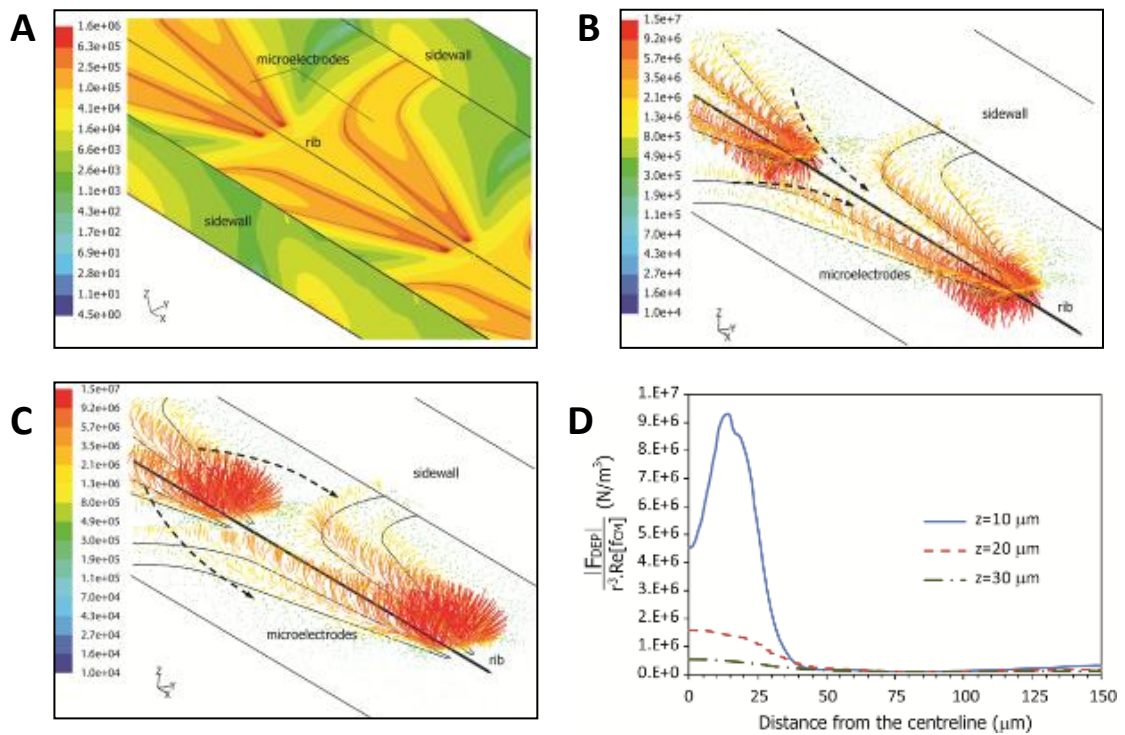 A
1.6e+06
6.3e+05
2.5e+05
1.0e+05
4.1e+04
1.6e+04
6.6e+03
2.6e+03
1.1e+03
4.3e+02
1.7e+02
6.9e+01
2.8e+01
1.1e+01
4.5e+00
microelectrodes
sidewall
rib
sidewall
Z
Y
X
B
1.5e+7
9.2e+6
6.0e+6
3.5e+6
2.1e+6
1.3e+6
8.0e+5
4.9e+5
3.0e+5
1.9e+5
1.1e+5
7.0e+4
4.3e+4
2.7e+4
1.6e+4
1.0e+4
sidewall
microelectrodes
rib
Z
Y
X
C
1.5e+07
9.2e+06
6.0e+06
3.5e+06
2.1e+06
1.3e+06
8.0e+05
4.9e+05
3.0e+05
1.9e+05
1.1e+05
7.0e+04
4.3e+04
2.7e+04
1.6e+04
1.0e+04
sidewall
microelectrodes
rib
Z
Y
X
D
1.E+7
9.E+6
8.E+6
7.E+6
6.E+6
5.E+6
4.E+6
3.E+6
2.E+6
1.E+6
0.E+0
|FDEP| / r³.Re[fCM] (N/m³)
z=10 μm
z=20 μm
z=30 μm
0 25 50 75 100 125 150
Distance from the centreline (μm)